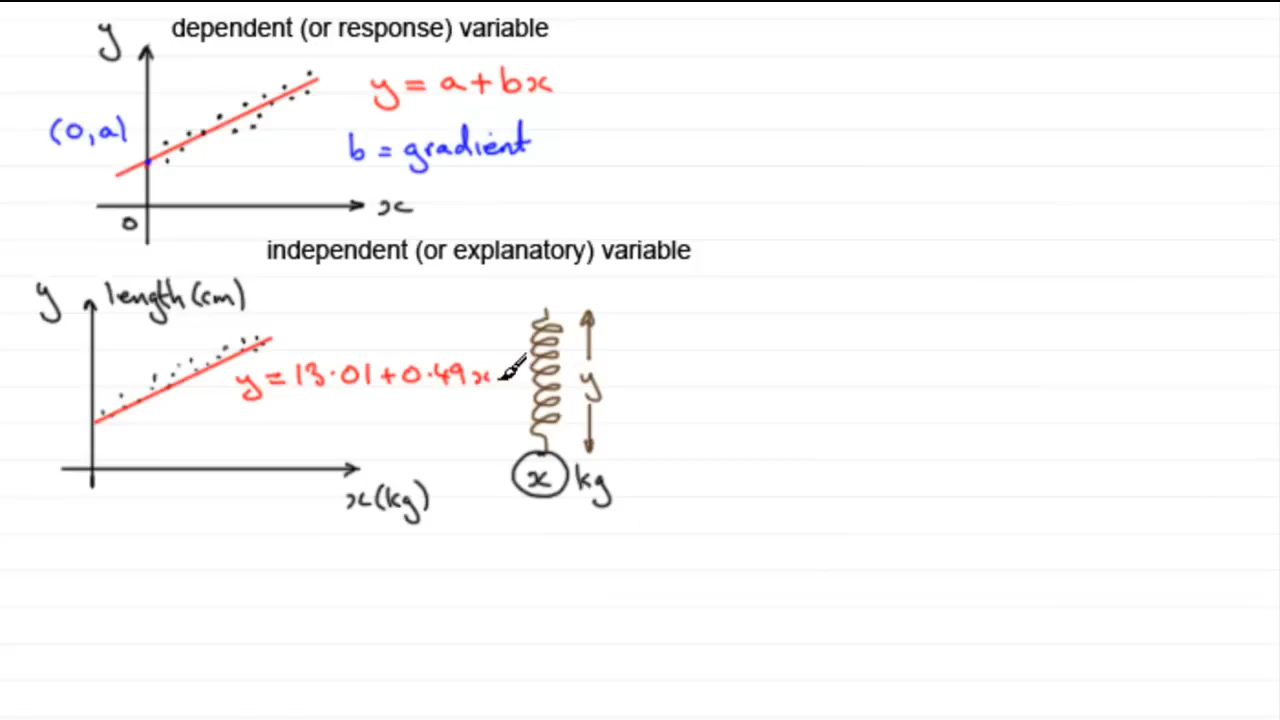 y dependent (or response) variable
y = a + bx
(0, a)
b = gradient
x
0
independent (or explanatory) variable
y length (cm)
y = 13.01 + 0.49x
y
x kg
x (kg)